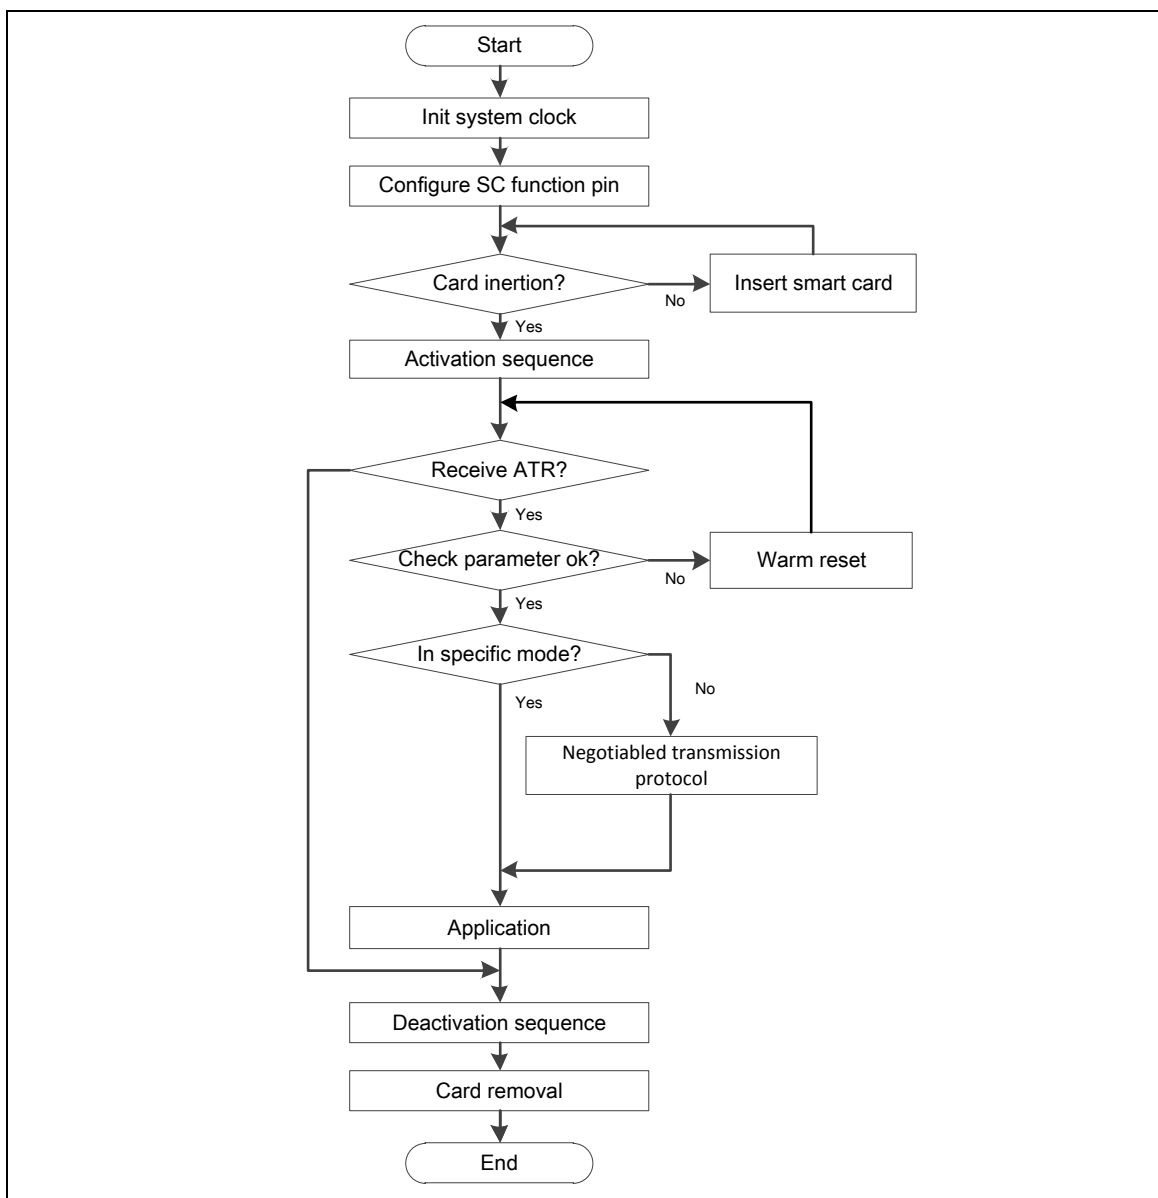 Start
Init system clock
Configure SC function pin
Card inertion?
No
Insert smart card
Yes
Activation sequence
Receive ATR?
Yes
Check parameter ok?
No
Warm reset
Yes
In specific mode?
No
Yes
Negotiabled transmission
protocol
Application
Deactivation sequence
Card removal
End